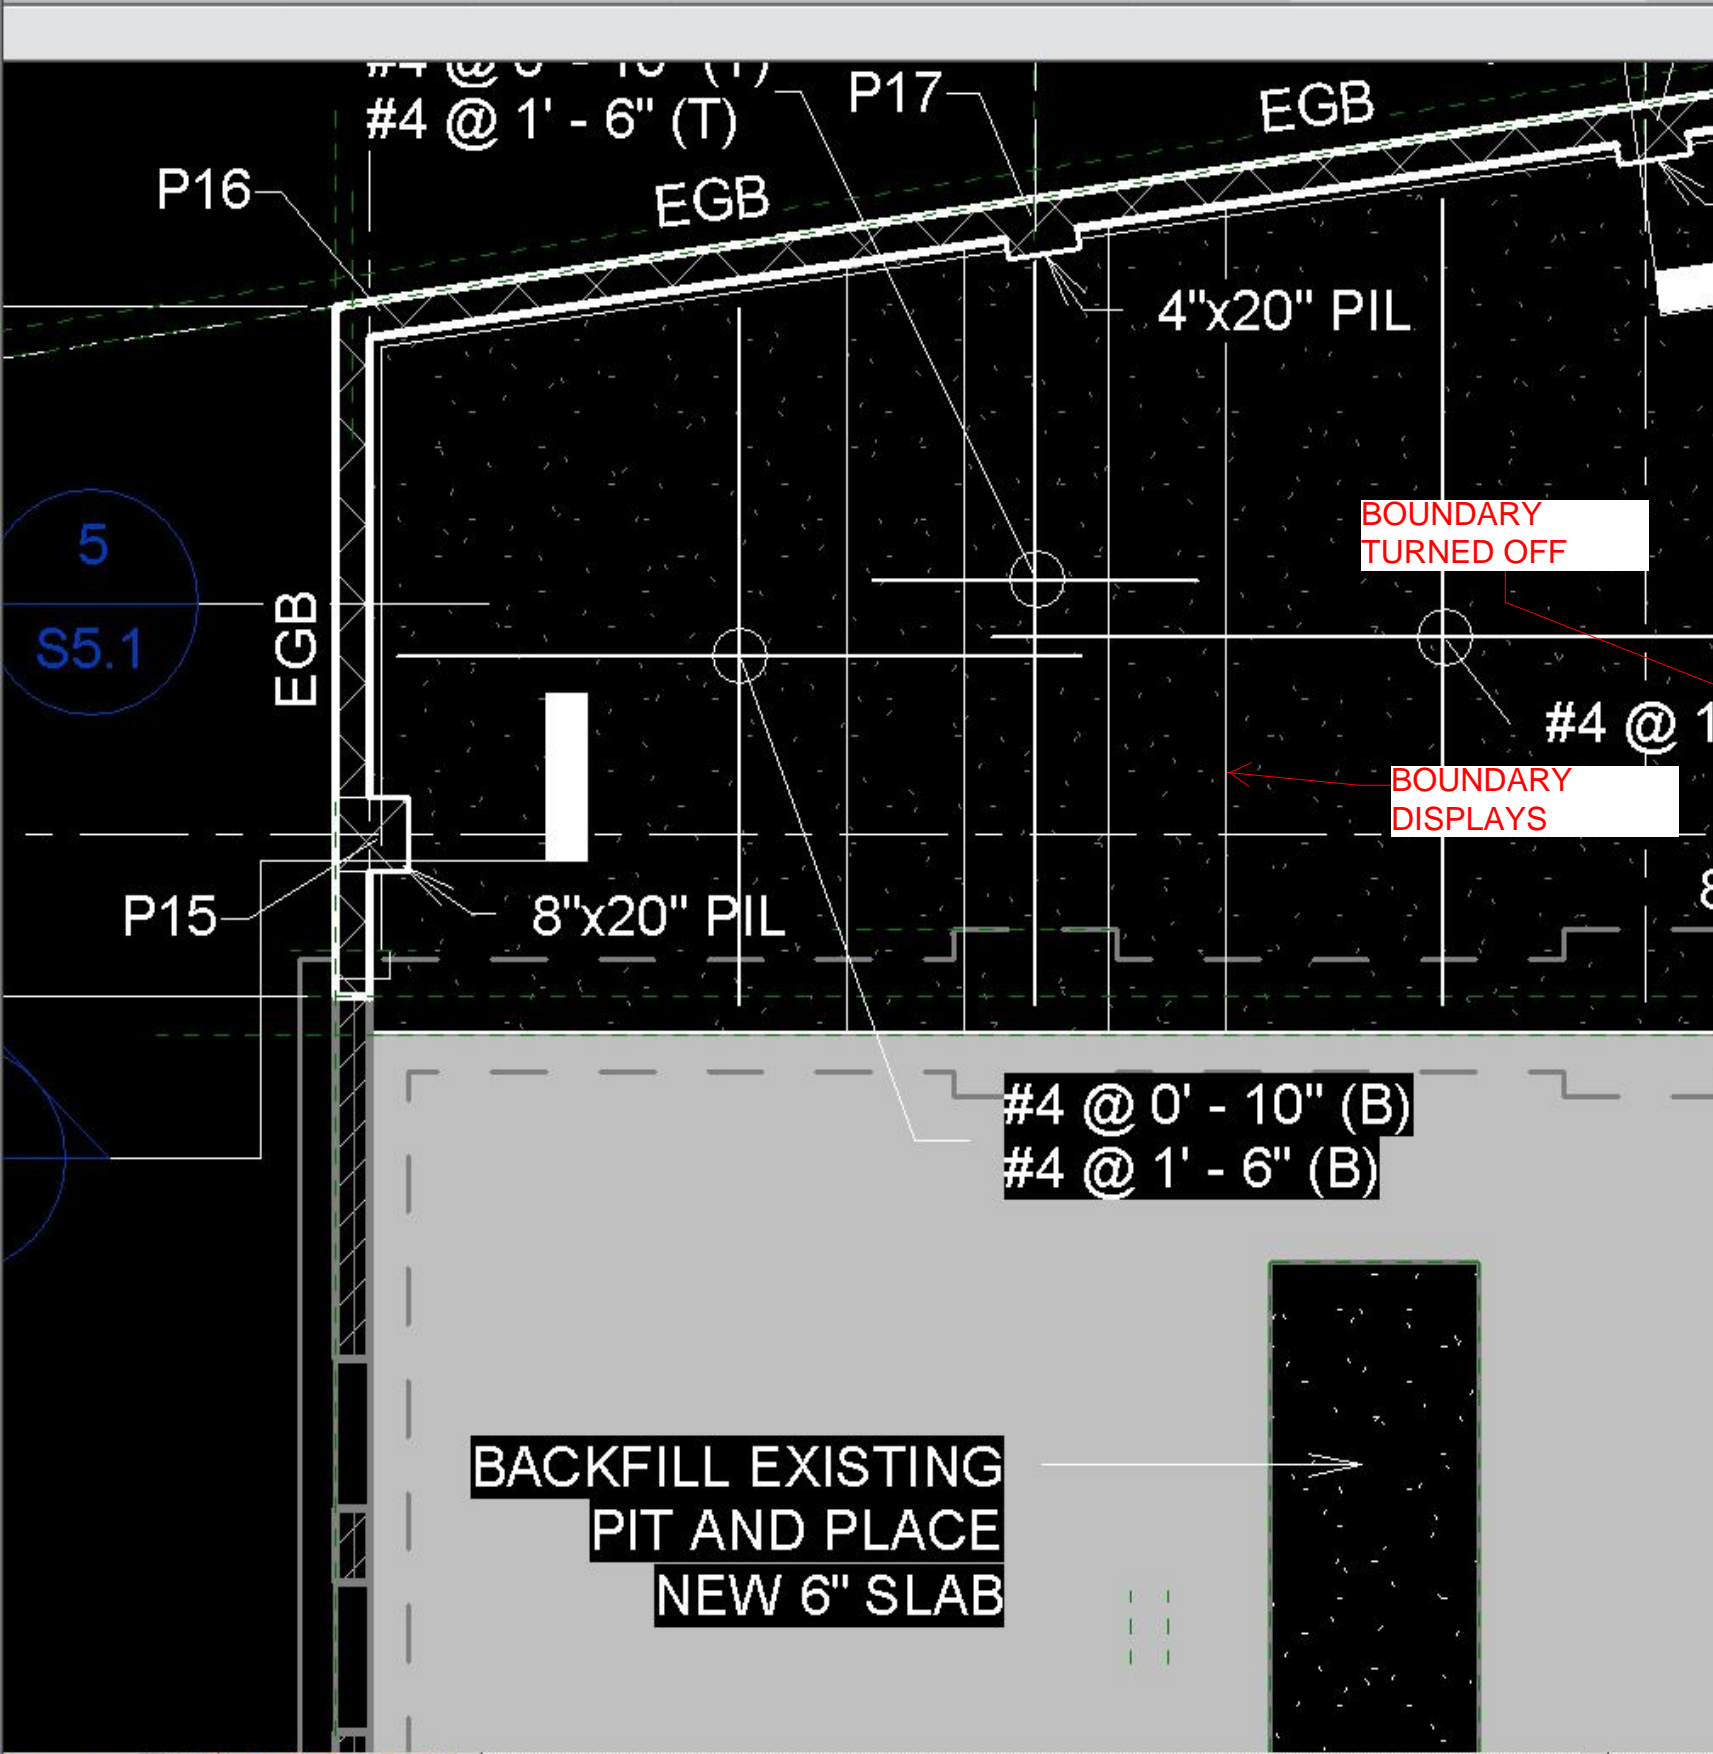 #4 @ 1' - 6" (T)
P17
EGB
P16
EGB
4"x20" PIL
5
S5.1
EGB
BOUNDARY
TURNED OFF
#4 @ 1
BOUNDARY
DISPLAYS
P15
8"x20" PIL
8
#4 @ 0' - 10" (B)
#4 @ 1' - 6" (B)
BACKFILL EXISTING
PIT AND PLACE
NEW 6" SLAB